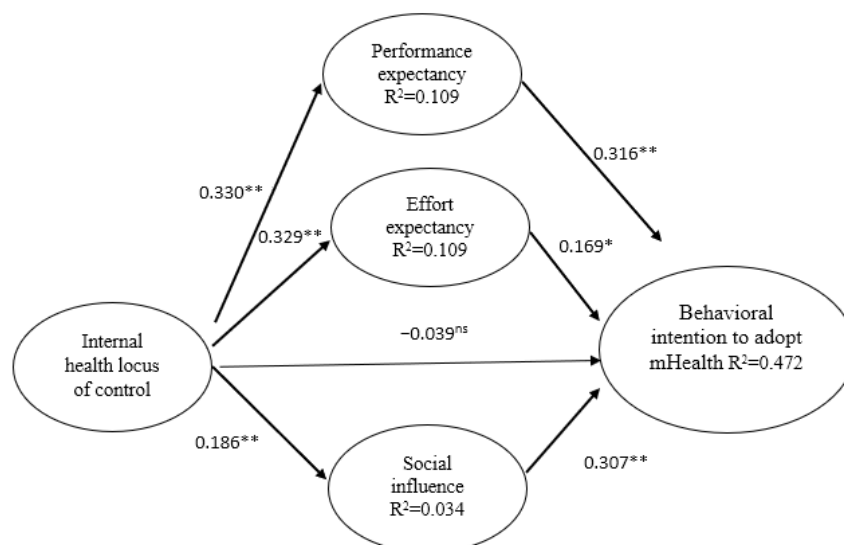 Performance
expectancy
R²=0.109
0.316**
0.330**
Effort
expectancy
R²=0.109
0.329**
0.169*
Internal
health locus
of control
−0.039ⁿˢ
Behavioral
intention to adopt
mHealth R²=0.472
0.186**
Social
influence
R²=0.034
0.307**